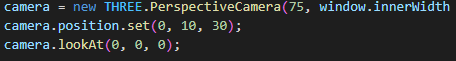 camera = new THREE.PerspectiveCamera(75, window.innerWidth
camera.position.set(0, 10, 30);
camera.lookAt(0, 0, 0);